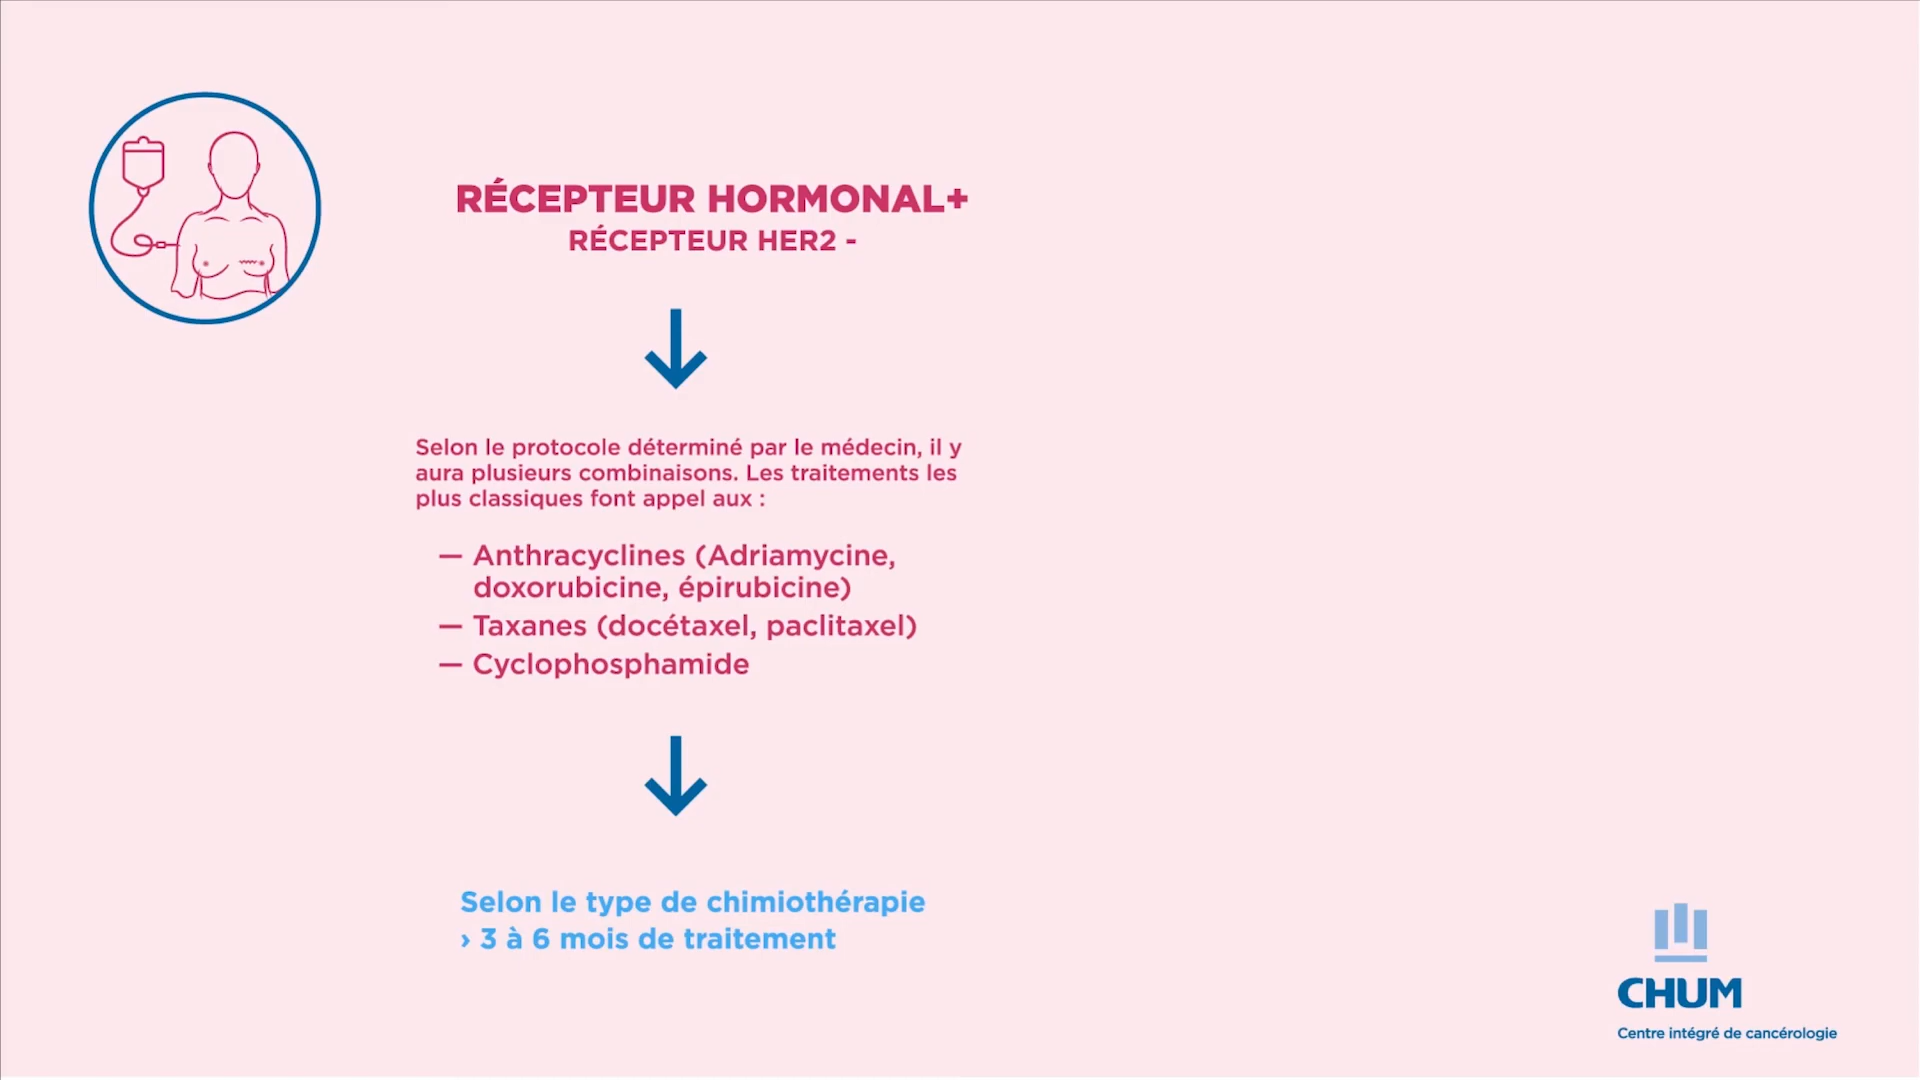 RÉCEPTEUR HORMONAL+
RÉCEPTEUR HER2 -
Selon le protocole déterminé par le médecin, il y
aura plusieurs combinaisons. Les traitements les
plus classiques font appel aux :
— Anthracyclines (Adriamycine,
doxorubicine, épirubicine)
— Taxanes (docétaxel, paclitaxel)
— Cyclophosphamide
Selon le type de chimiothérapie
› 3 à 6 mois de traitement
CHUM
Centre intégré de cancérologie